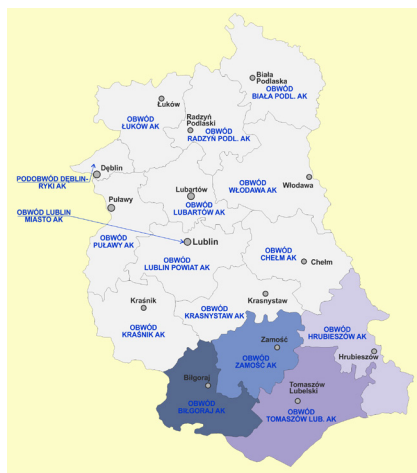 Biała
Podlaska
OBWÓD
BIAŁA PODL. AK
Łuków
OBWÓD
ŁUKÓW AK
Radzyń
Podlaski
OBWÓD
RADZYŃ PODL. AK
Dęblin
PODOBWÓD DĘBLIN-
RYKI AK
OBWÓD
WŁODAWA AK
Włodawa
Puławy
Lubartów
OBWÓD
LUBARTÓW AK
OBWÓD LUBLIN
MIASTO AK
OBWÓD
PUŁAWY AK
Lublin
OBWÓD
LUBLIN POWIAT AK
OBWÓD
CHEŁM AK
Chełm
Kraśnik
OBWÓD
KRAŚNIK AK
Krasnystaw
OBWÓD
KRASNYSTAW AK
OBWÓD
HRUBIESZÓW AK
Hrubieszów
Zamość
OBWÓD
ZAMOŚĆ AK
Biłgoraj
OBWÓD
BIŁGORAJ AK
Tomaszów
Lubelski
OBWÓD
TOMASZÓW LUB. AK